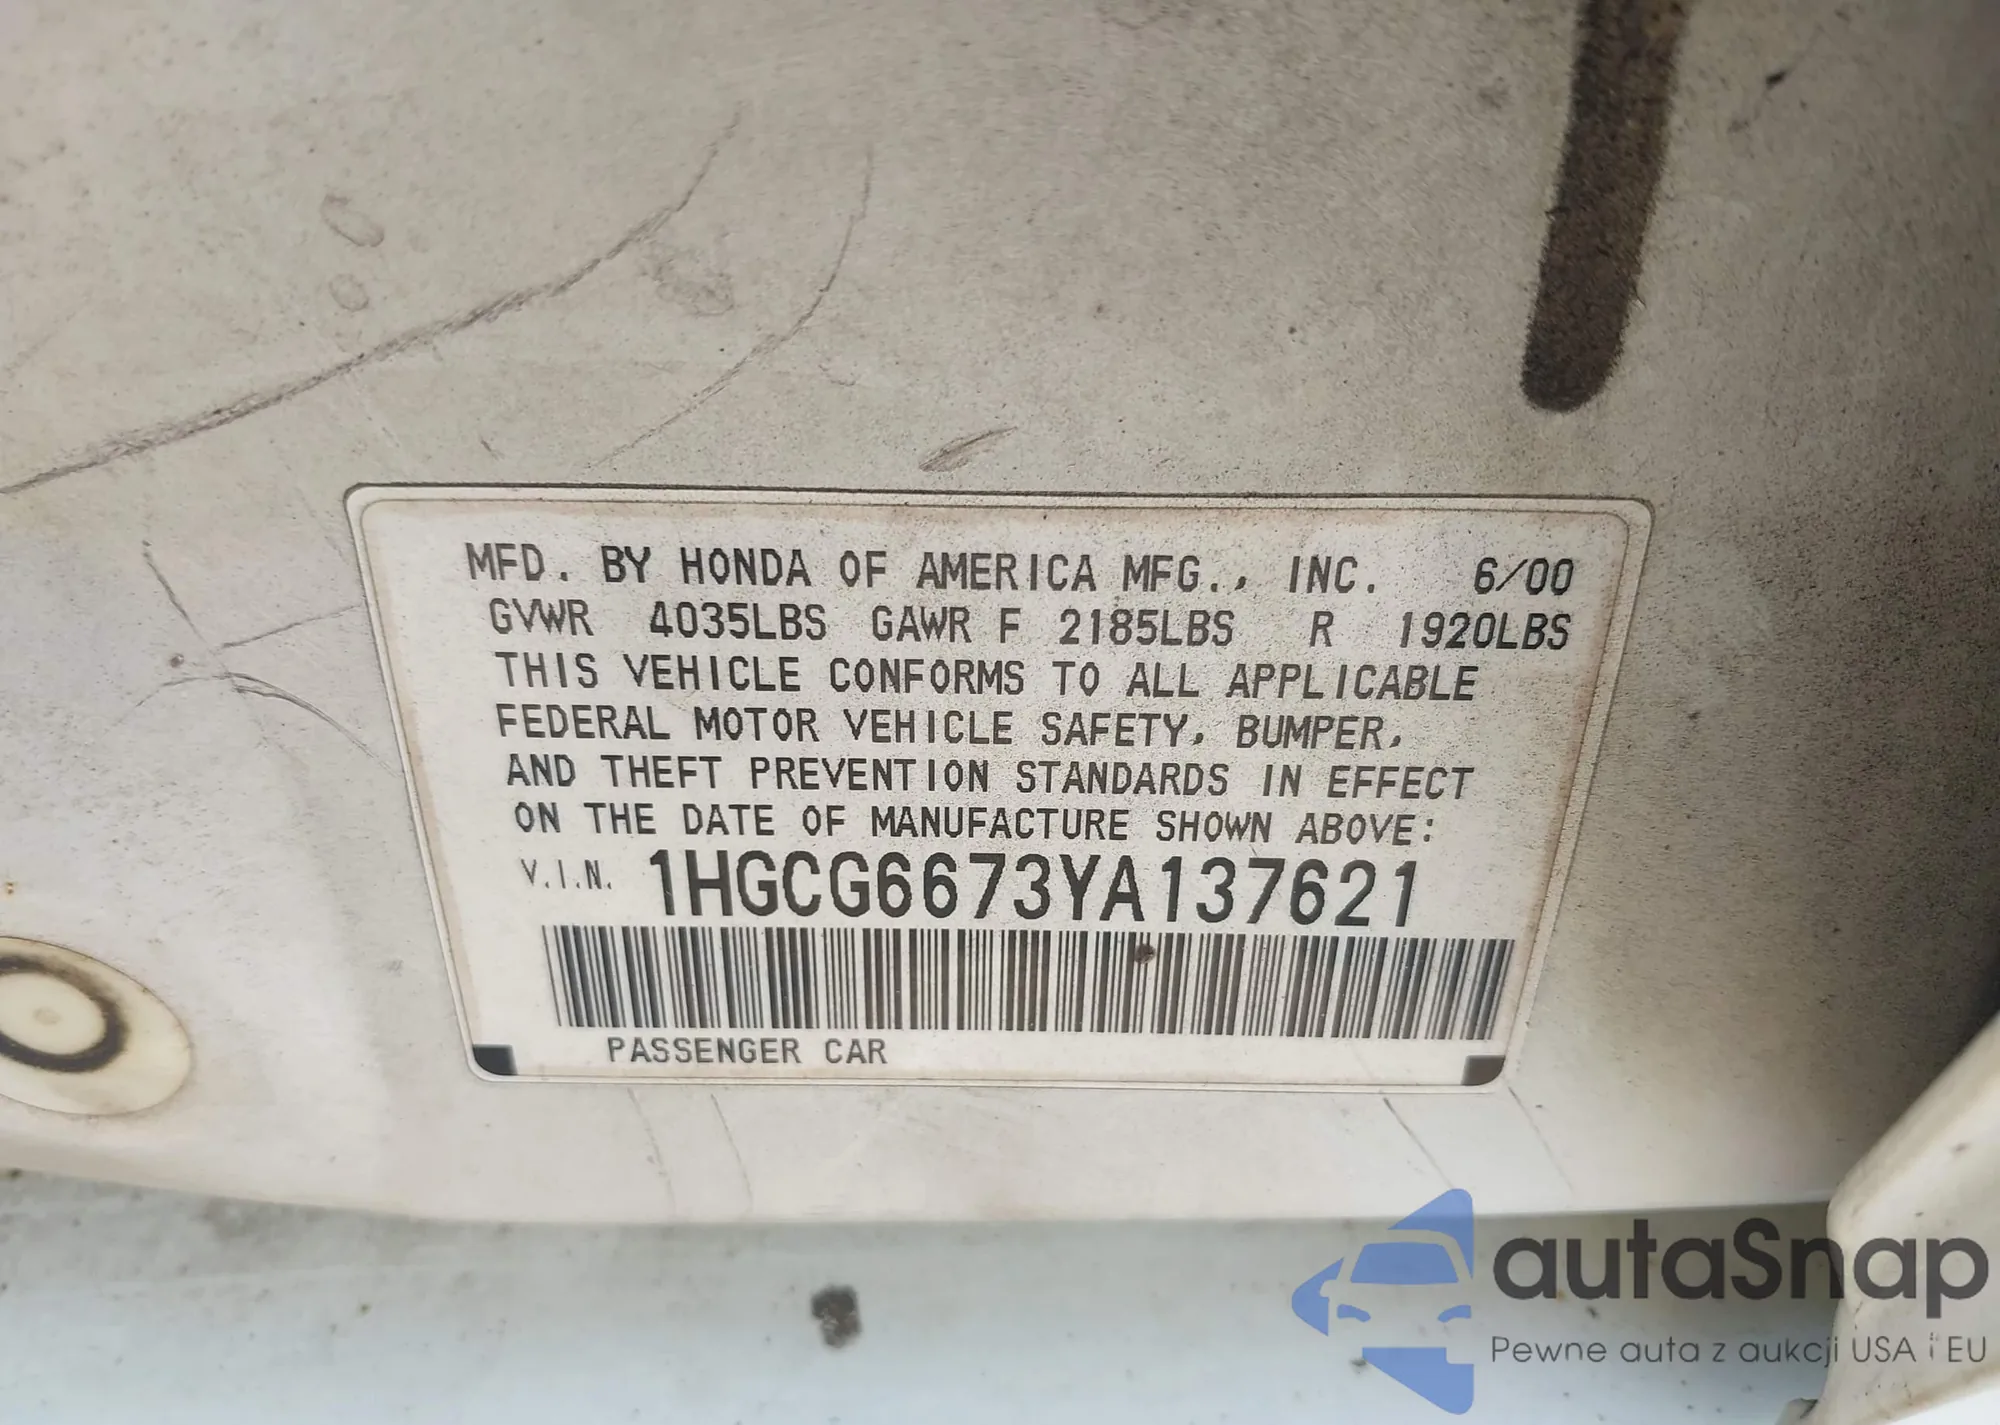 MFD. BY HONDA OF AMERICA MFG., INC. 6/00
GVWR 4035LBS GAWR F 2185LBS R 1920LBS
THIS VEHICLE CONFORMS TO ALL APPLICABLE
FEDERAL MOTOR VEHICLE SAFETY, BUMPER,
AND THEFT PREVENTION STANDARDS IN EFFECT
ON THE DATE OF MANUFACTURE SHOWN ABOVE:
V.I.N. 1HGCG6673YA137621
PASSENGER CAR
autaSnap
Pewne auta z aukcji USA i EU